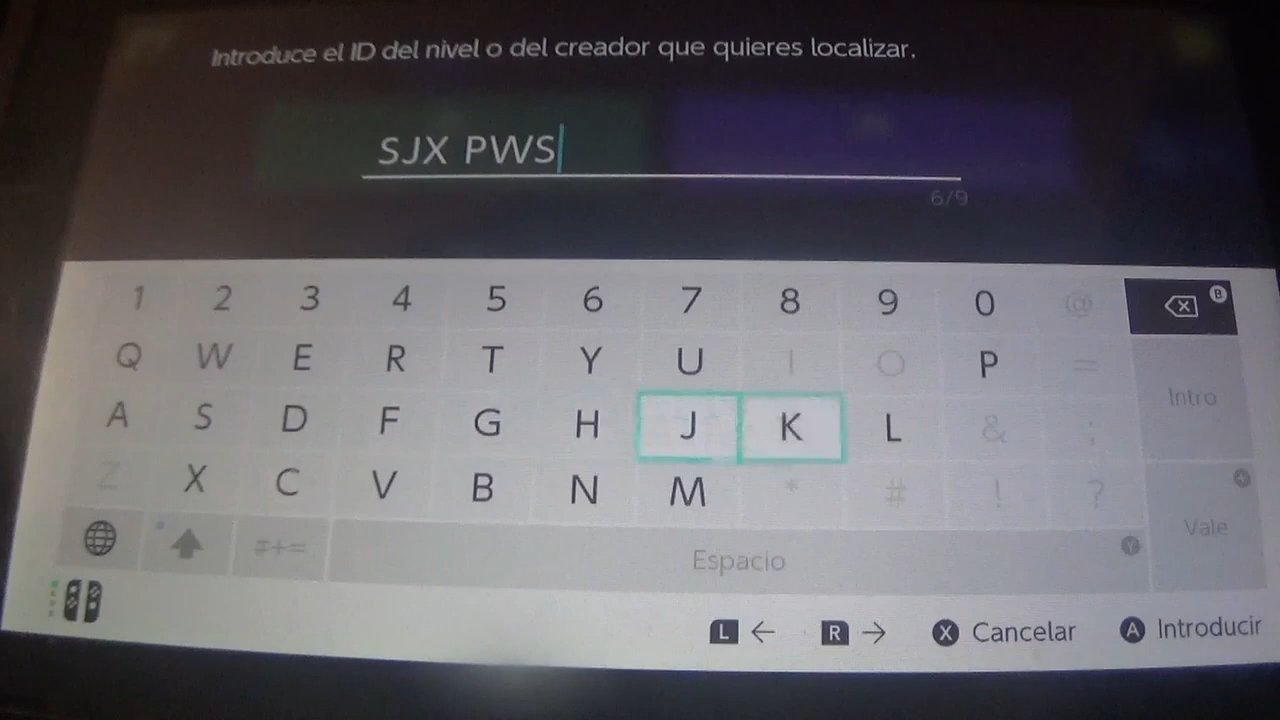 Introduce el ID del nivel o del creador que quieres localizar.
SJX PWS
6/9
1 2 3 4 5 6 7 8 9 0 @ B
Q W E R T Y U I O P =
Intro
A S D F G H J K L & ;
Z X C V B N M * # ! ?
+
Vale
#+=
Espacio Y
L ← R → X Cancelar A Introducir